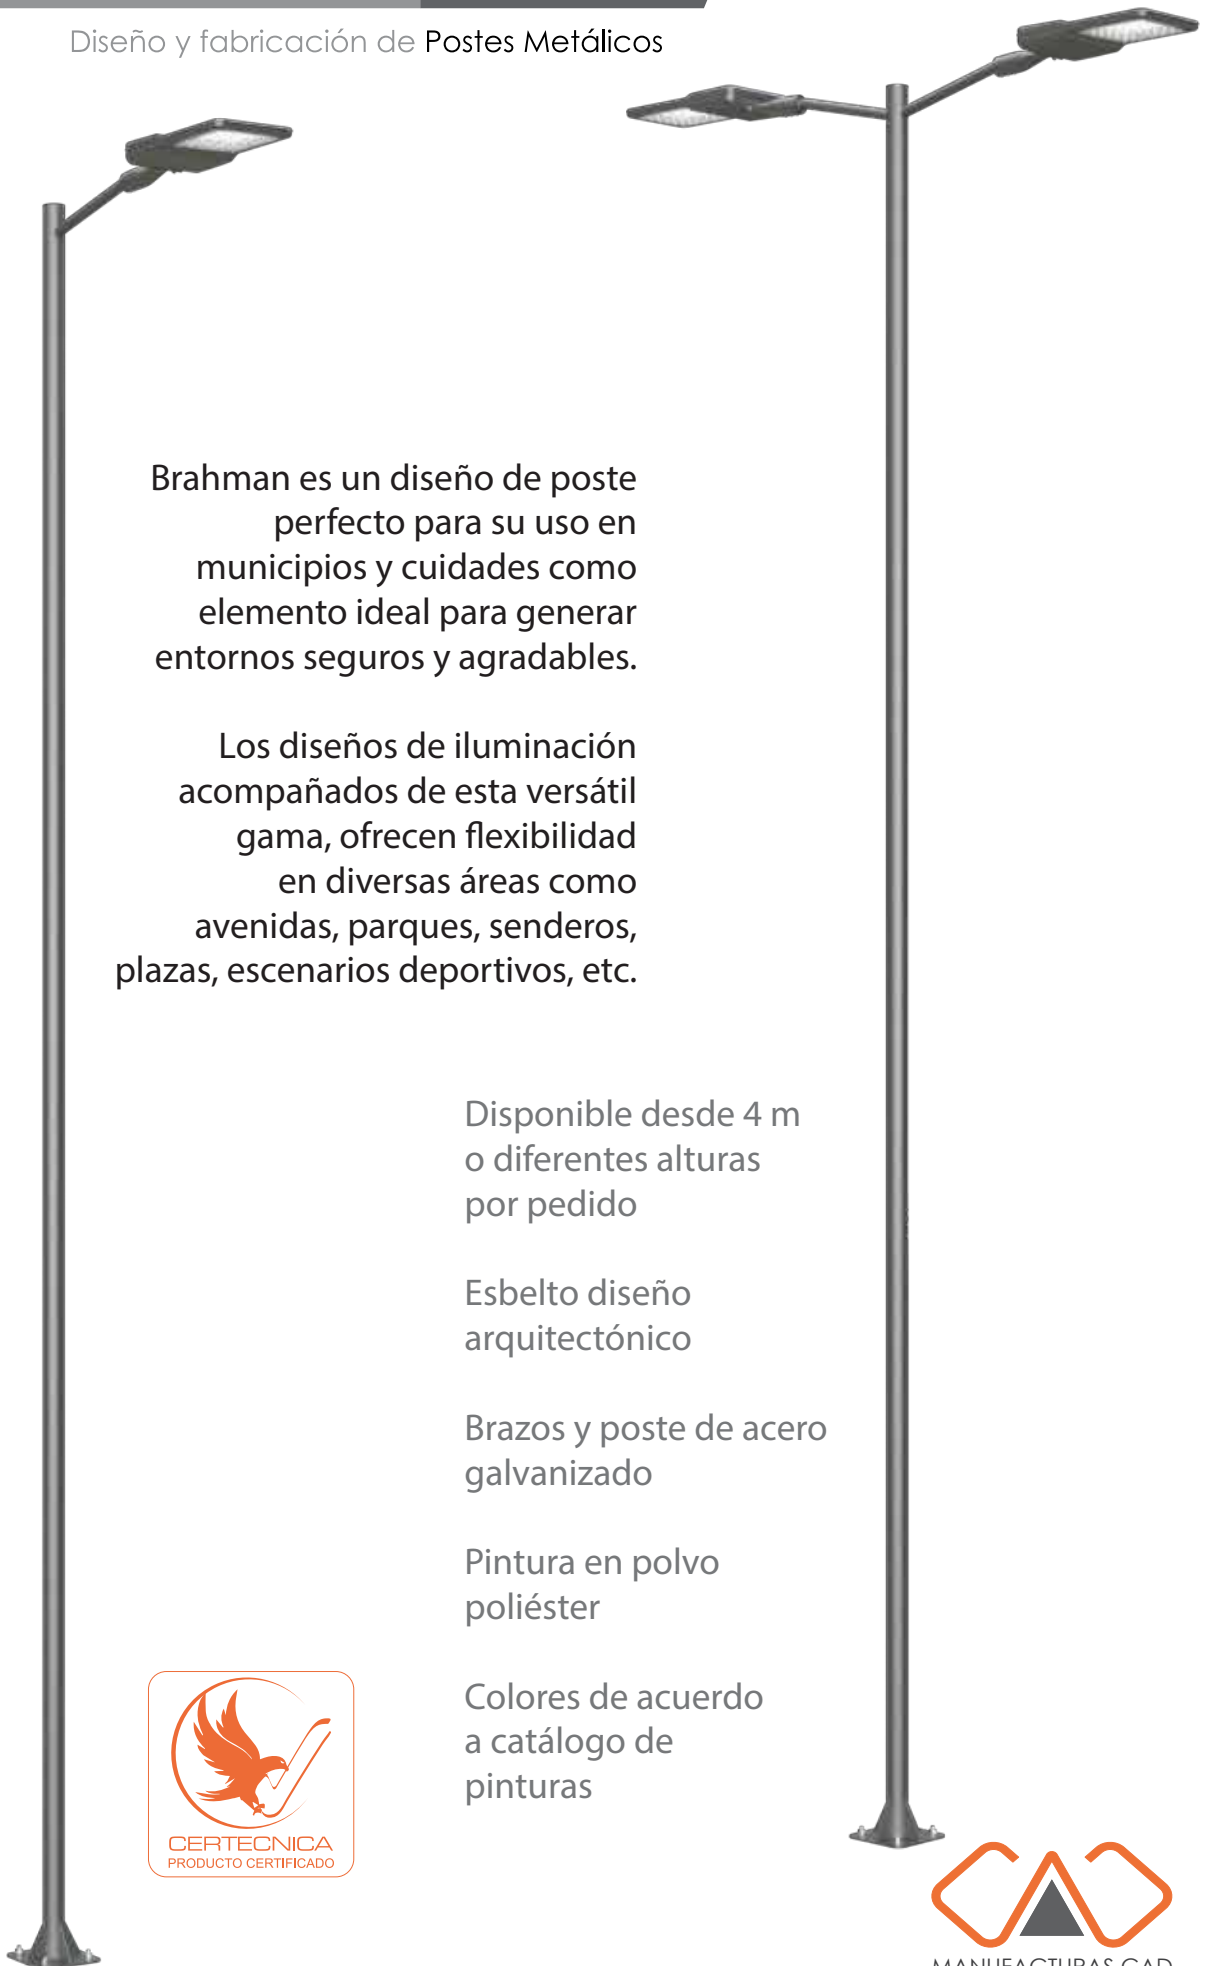 Diseño y fabricación de Postes Metálicos
Brahman es un diseño de poste
perfecto para su uso en
municipios y cuidades como
elemento ideal para generar
entornos seguros y agradables.
Los diseños de iluminación
acompañados de esta versátil
gama, ofrecen flexibilidad
en diversas áreas como
avenidas, parques, senderos,
plazas, escenarios deportivos, etc.
Disponible desde 4 m
o diferentes alturas
por pedido
Esbelto diseño
arquitectónico
Brazos y poste de acero
galvanizado
Pintura en polvo
poliéster
Colores de acuerdo
a catálogo de
pinturas
CERTECNICA
PRODUCTO CERTIFICADO
MANUFACTURAS CAD